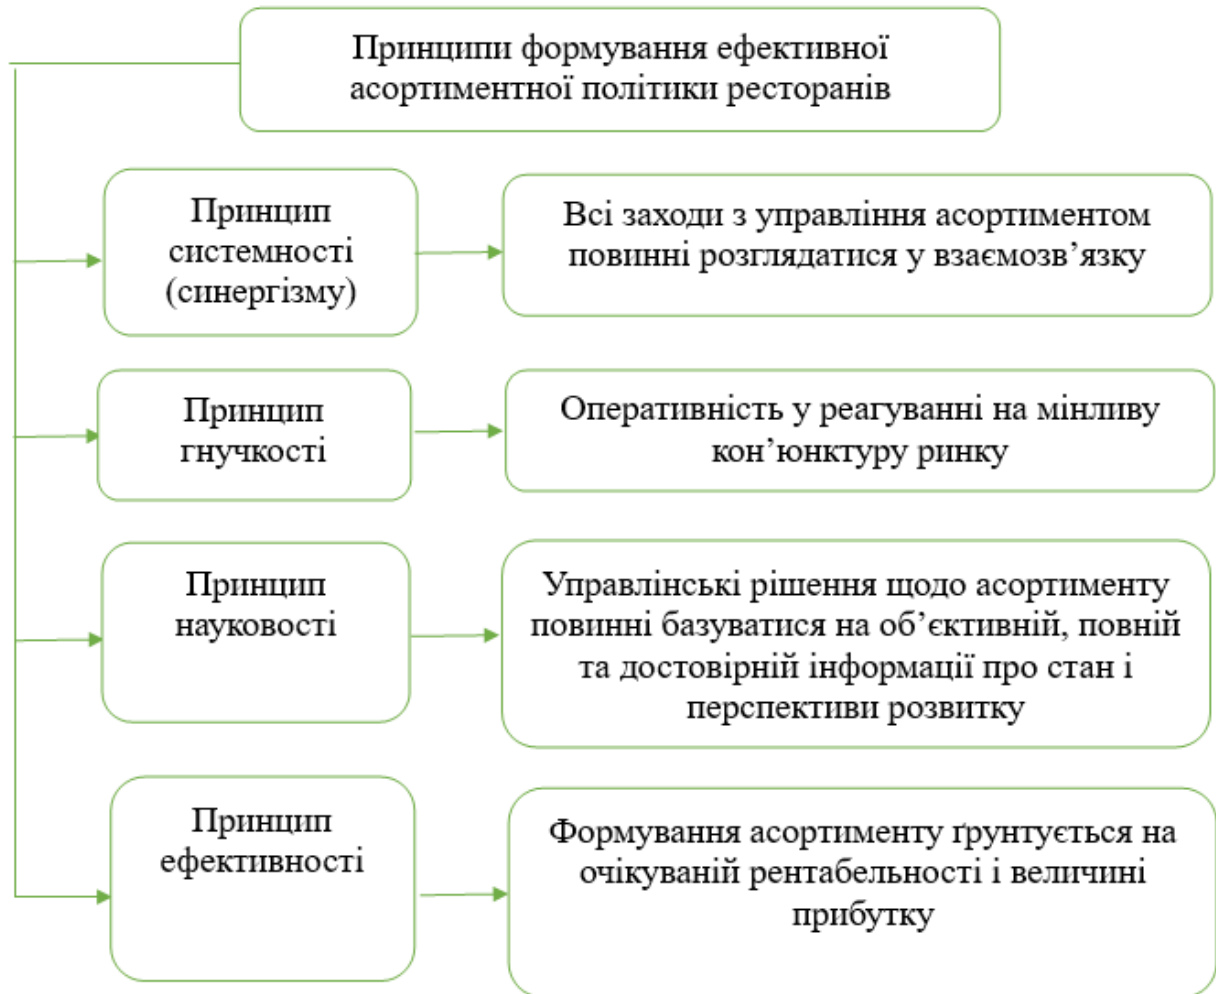 Принципи формування ефективної
асортиментної політики ресторанів
Принцип
системності
(синергізму)
Всі заходи з управління асортиментом
повинні розглядатися у взаємозв’язку
Принцип
гнучкості
Оперативність у реагуванні на мінливу
кон’юнктуру ринку
Принцип
науковості
Управлінські рішення щодо асортименту
повинні базуватися на об’єктивній, повній
та достовірній інформації про стан і
перспективи розвитку
Принцип
ефективності
Формування асортименту ґрунтується на
очікуваній рентабельності і величині
прибутку